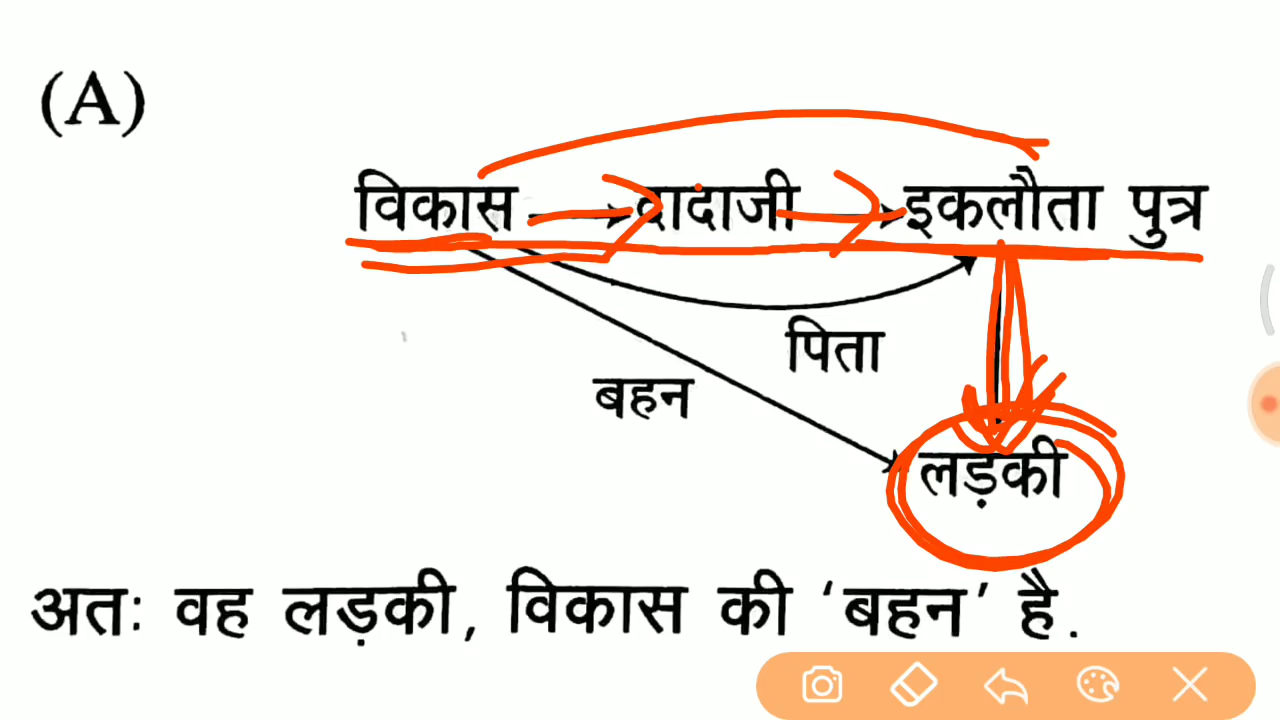 (A)
विकास दादाजी इकलौता पुत्र
पिता
बहन
लड़की
अतः वह लड़की, विकास की ‘बहन’ है.